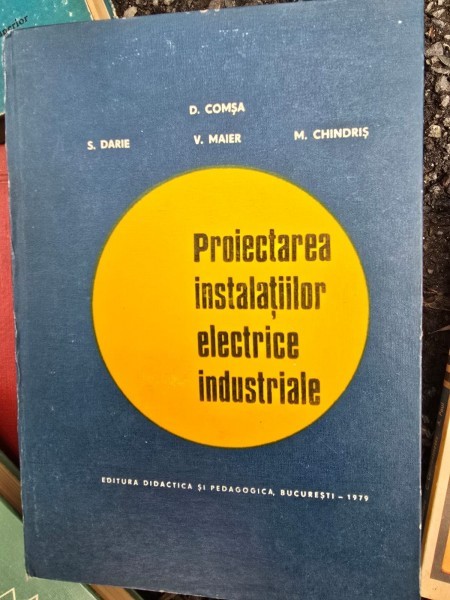 D. COMȘA
S. DARIE V. MAIER M. CHINDRIȘ
Proiectarea
instalațiilor
electrice
industriale
EDITURA DIDACTICA ȘI PEDAGOGICA, BUCUREȘTI – 1979